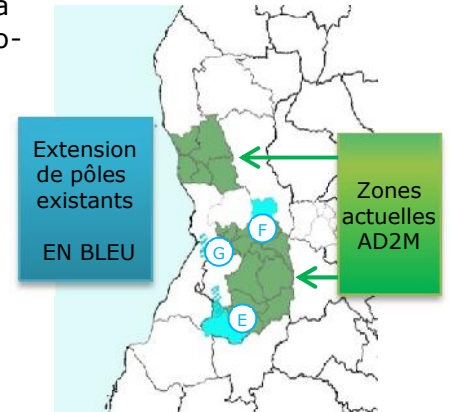 a
o-
Extension
de pôles
existants
EN BLEU
Zones
actuelles
AD2M
F
G
E